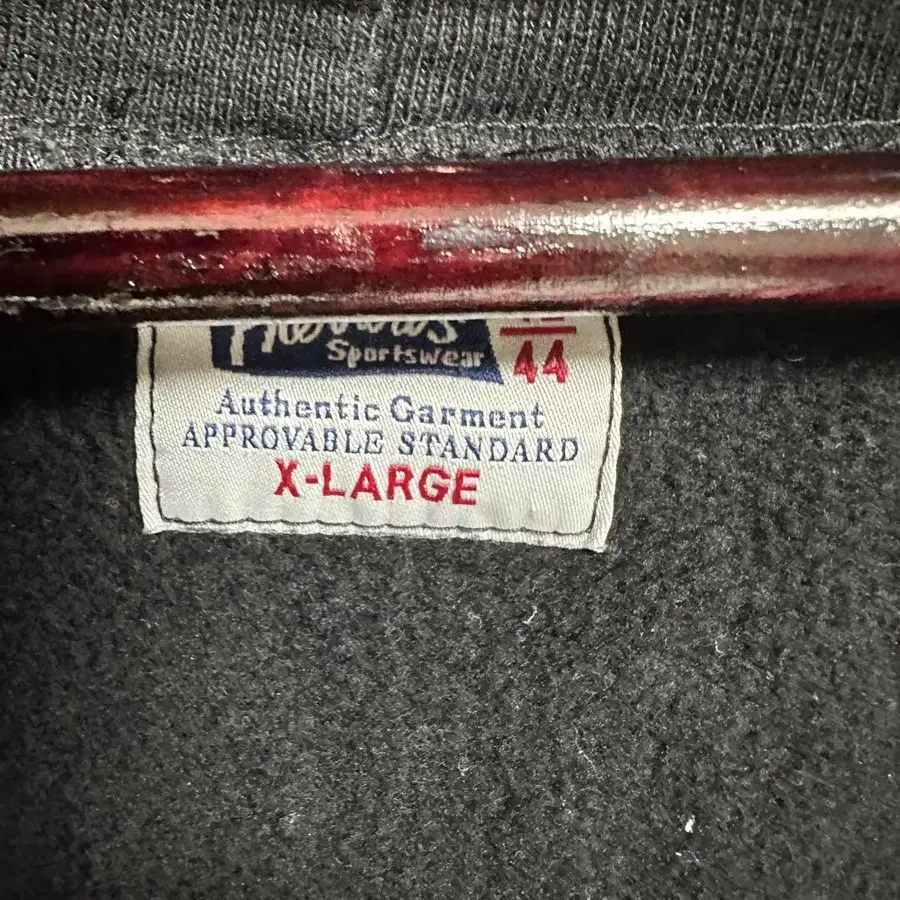 Sportswear
44
Authentic Garment
APPROVABLE STANDARD
X-LARGE